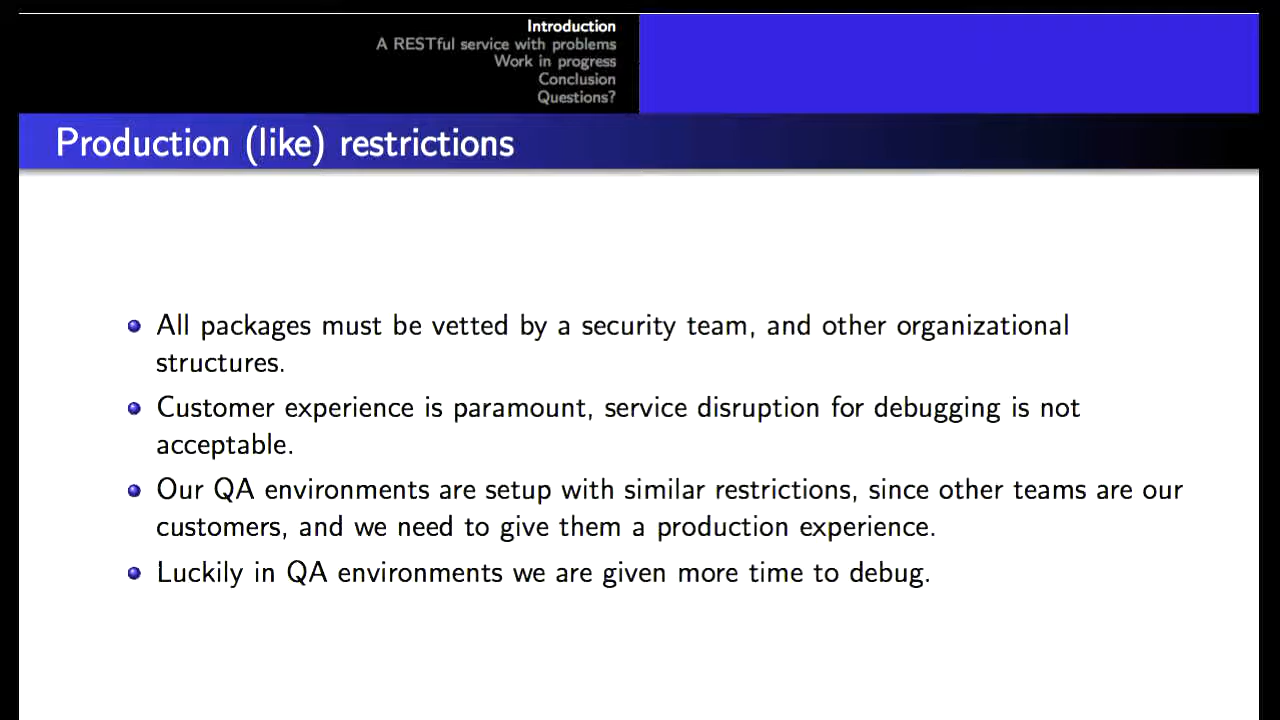 Introduction
A RESTful service with problems
Work in progress
Conclusion
Questions?
Production (like) restrictions
All packages must be vetted by a security team, and other organizational
structures.
Customer experience is paramount, service disruption for debugging is not
acceptable.
Our QA environments are setup with similar restrictions, since other teams are our
customers, and we need to give them a production experience.
Luckily in QA environments we are given more time to debug.